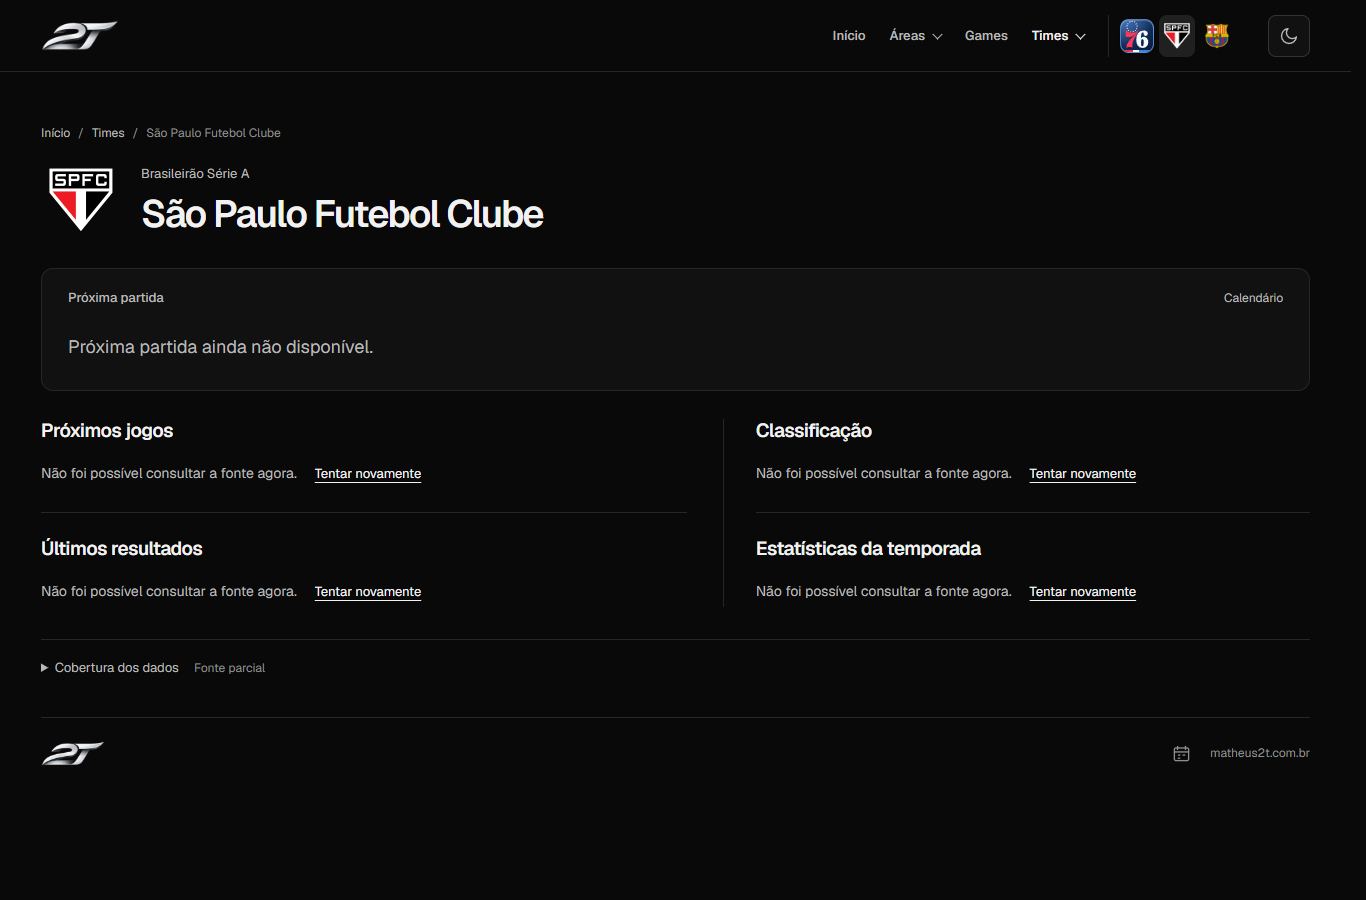 2T
Início
Áreas
Games
Times
76
SPFC
Início / Times / São Paulo Futebol Clube
SPFC
Brasileirão Série A
São Paulo Futebol Clube
Próxima partida
Calendário
Próxima partida ainda não disponível.
Próximos jogos
Não foi possível consultar a fonte agora. Tentar novamente
Classificação
Não foi possível consultar a fonte agora. Tentar novamente
Últimos resultados
Não foi possível consultar a fonte agora. Tentar novamente
Estatísticas da temporada
Não foi possível consultar a fonte agora. Tentar novamente
Cobertura dos dados Fonte parcial
2T
matheus2t.com.br